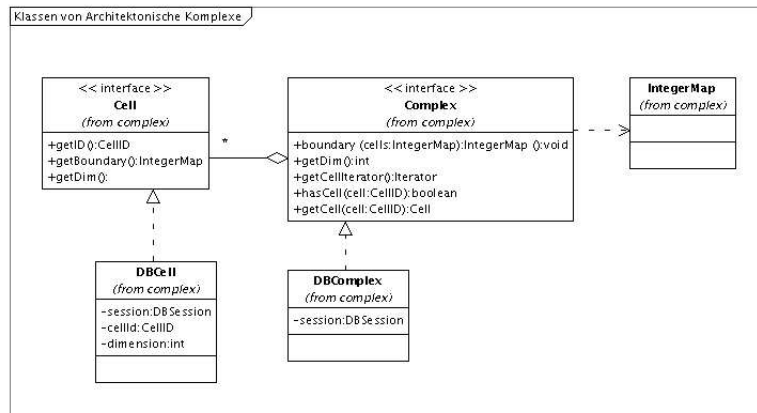 Klassen von Architektonische Komplexe
<< interface >>
Cell
(from complex)
+getID():CellID
+getBoundary():IntegerMap
+getDim():
*
<< interface >>
Complex
(from complex)
+boundary (cells:IntegerMap):IntegerMap ():void
+getDim():int
+getCellIterator():Iterator
+hasCell(cell:CellID):boolean
+getCell(cell:CellID):Cell
IntegerMap
(from complex)
DBCell
(from complex)
-session:DBSession
-cellId:CellID
-dimension:int
DBComplex
(from complex)
-session:DBSession